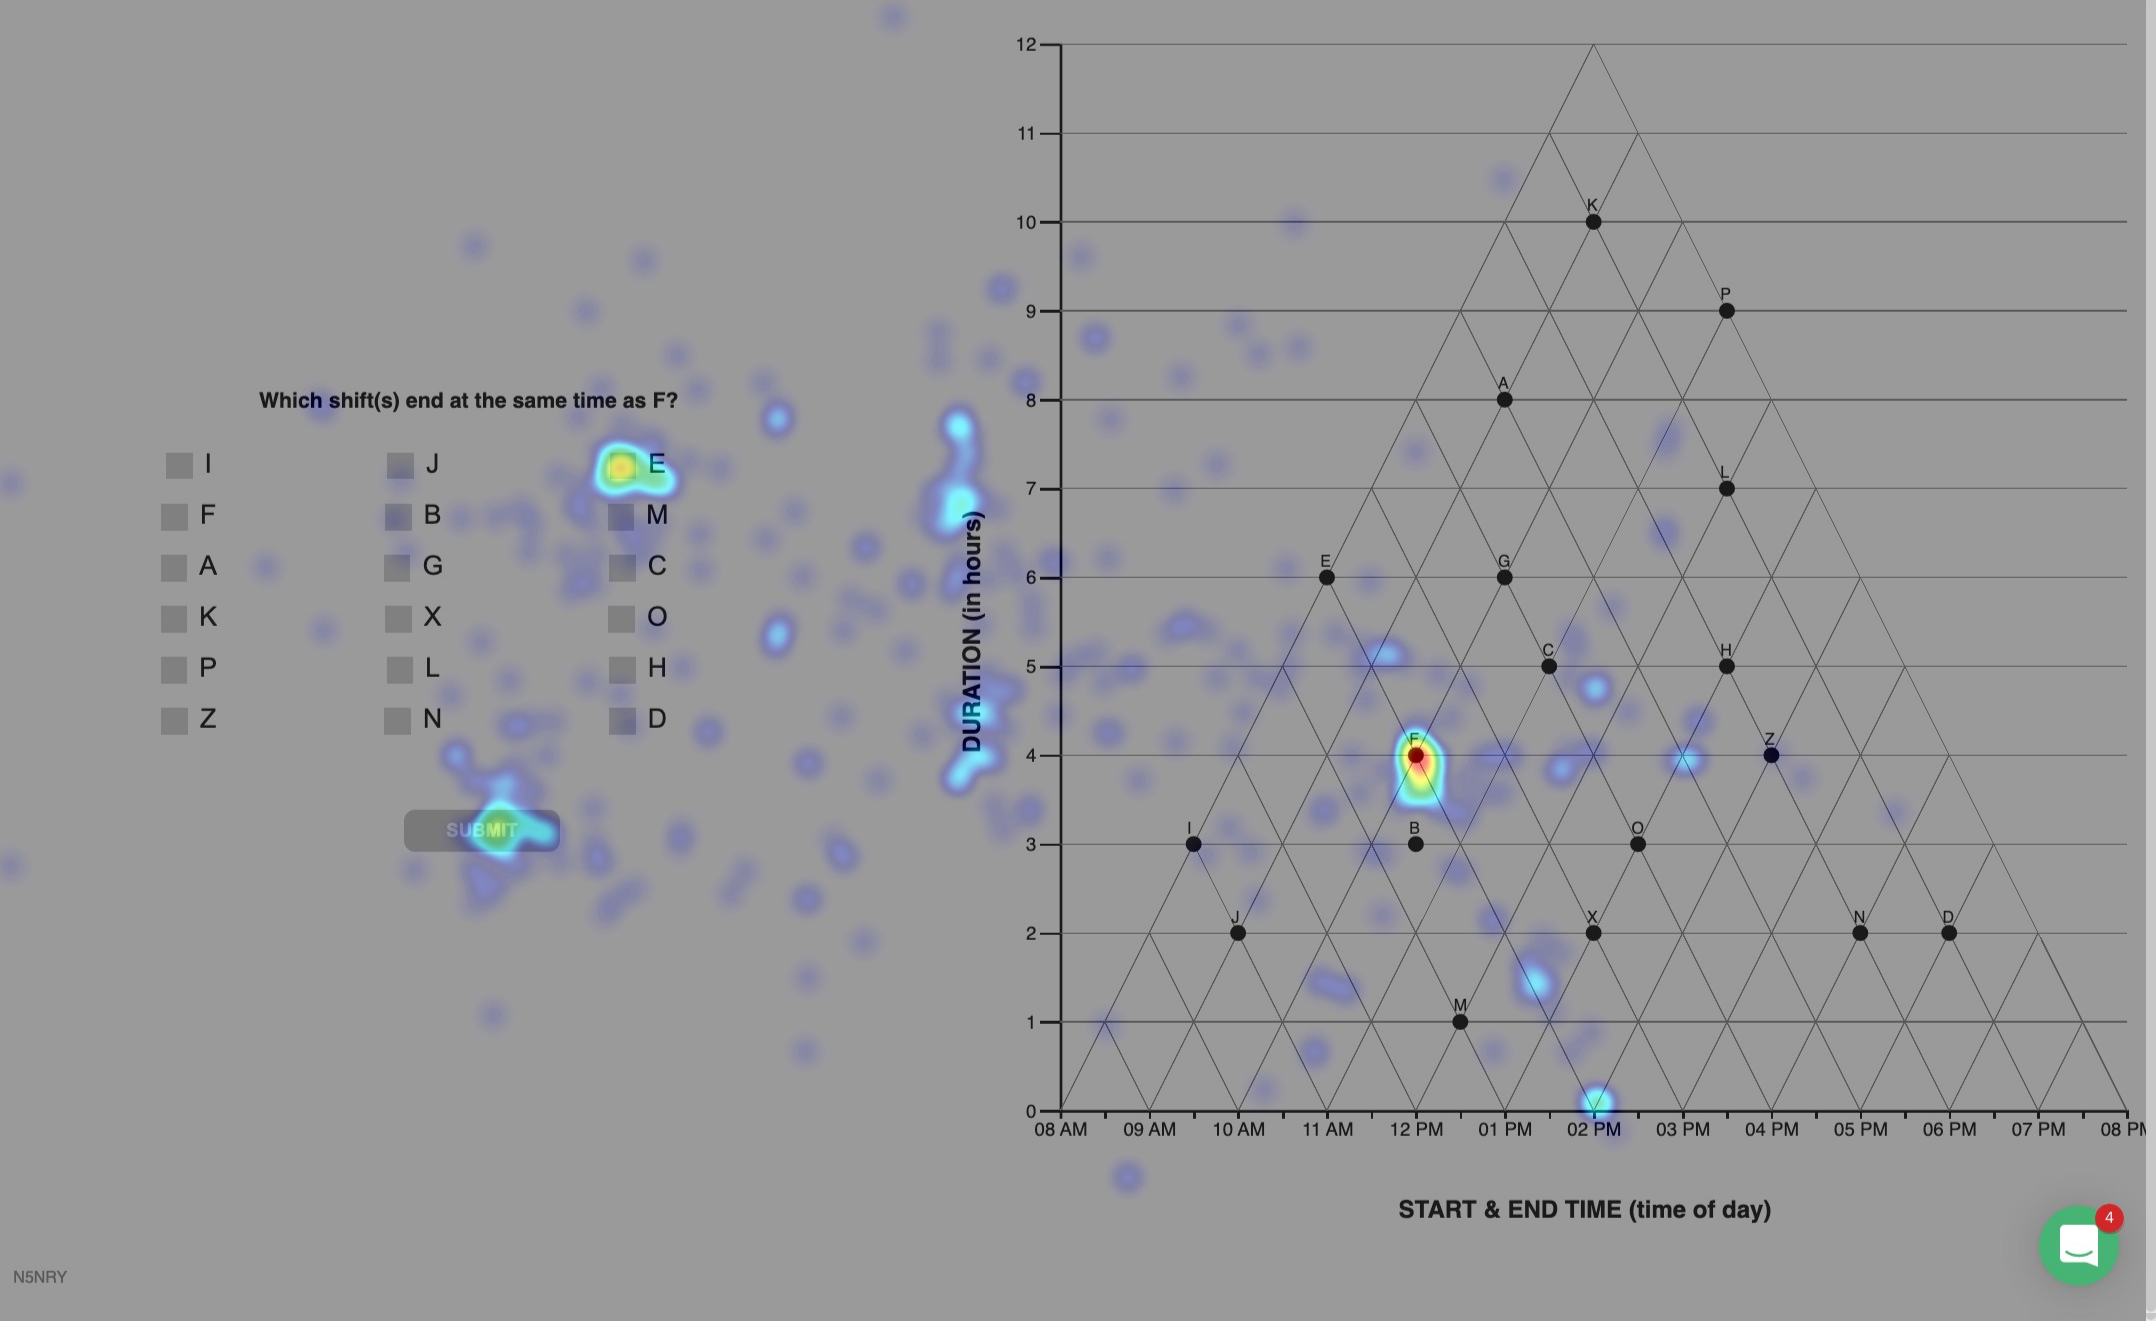 Which shift(s) end at the same time as F?
I J E
F B M
A G C
K X O
P L H
Z N D
SUBMIT
DURATION (in hours)
12
11
10
9
8
7
6
5
4
3
2
1
0
K
P
A
L
E G
C H
F Z
I B O
J X N D
M
08 AM 09 AM 10 AM 11 AM 12 PM 01 PM 02 PM 03 PM 04 PM 05 PM 06 PM 07 PM 08 PM
START & END TIME (time of day)
4
N5NRY